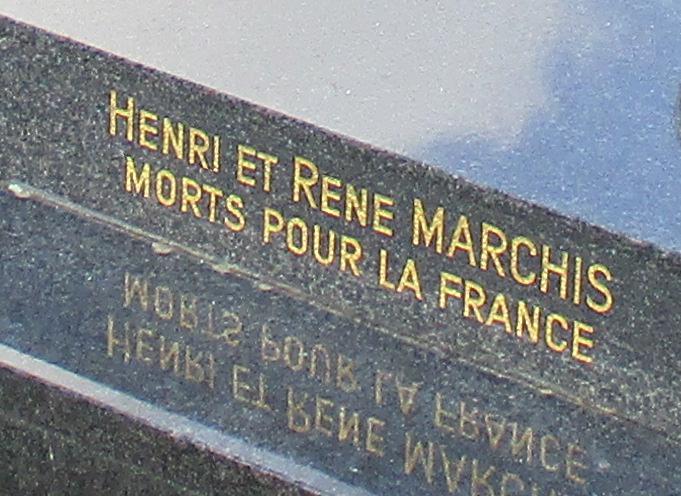 HENRI ET RENE MARCHIS
MORTS POUR LA FRANCE